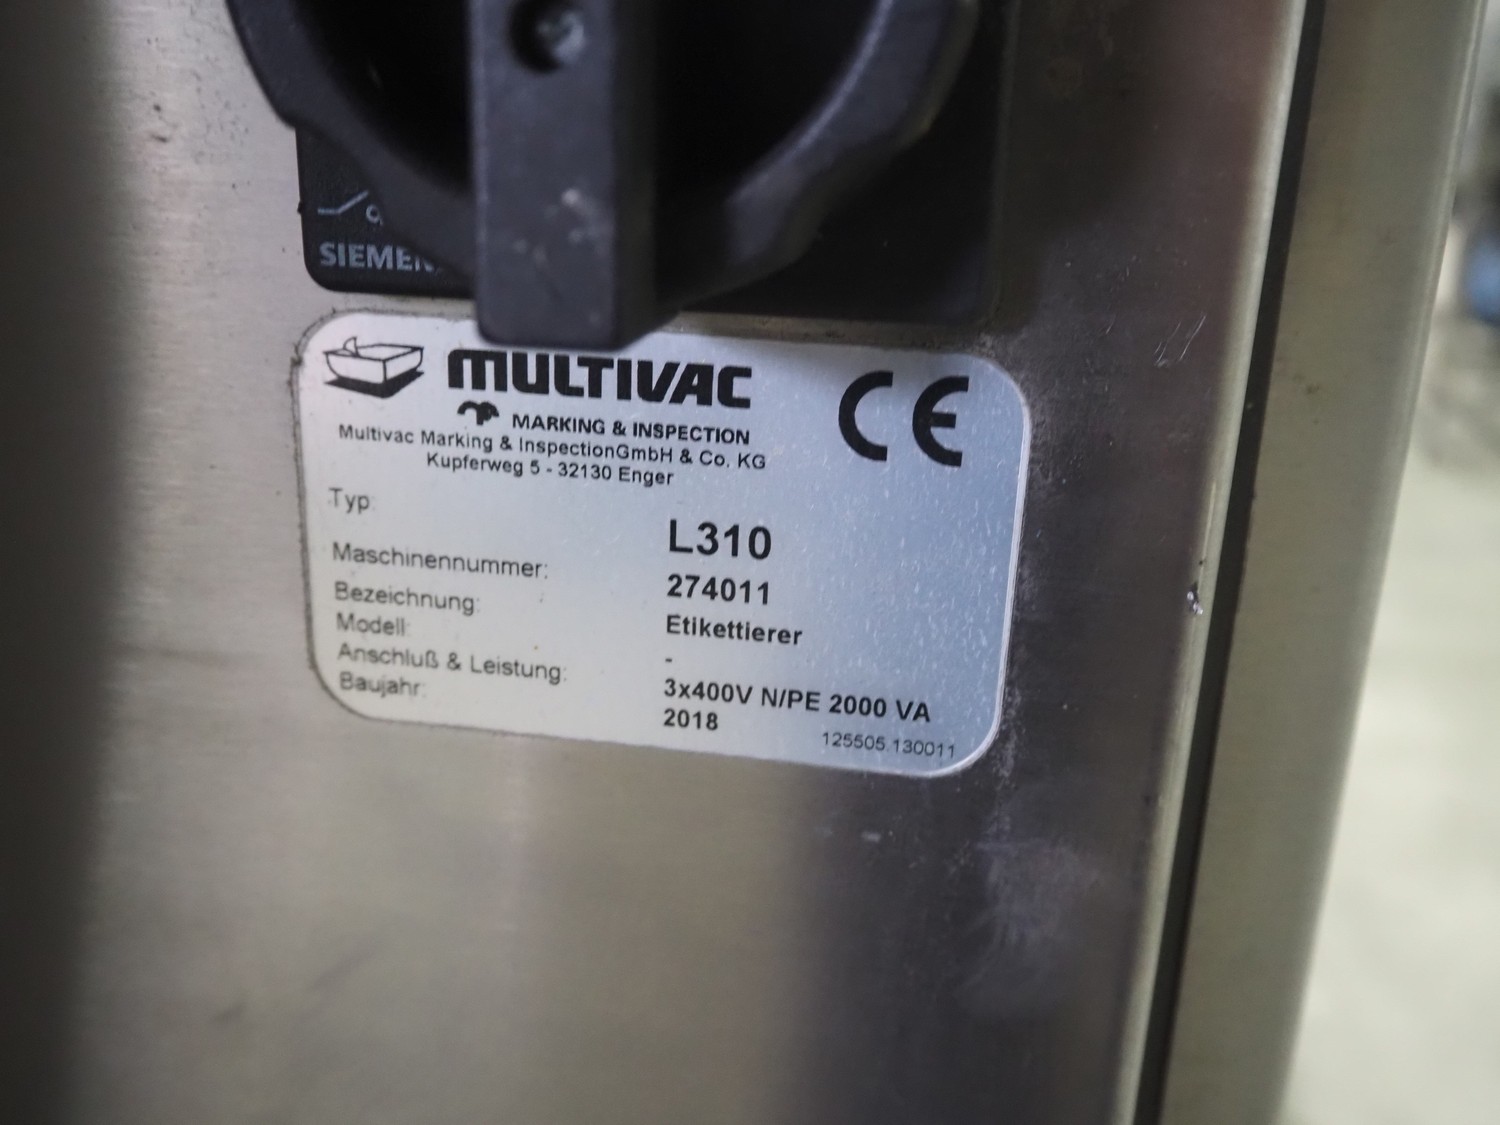 MULTIVAC
MARKING & INSPECTION
Multivac Marking & InspectionGmbH & Co. KG
Kupferweg 5 - 32130 Enger
CE
Typ: L310
Maschinennummer: 274011
Bezeichnung: Etikettierer
Modell: -
Anschluß & Leistung: 3x400V N/PE 2000 VA
Baujahr: 2018
125505.130011